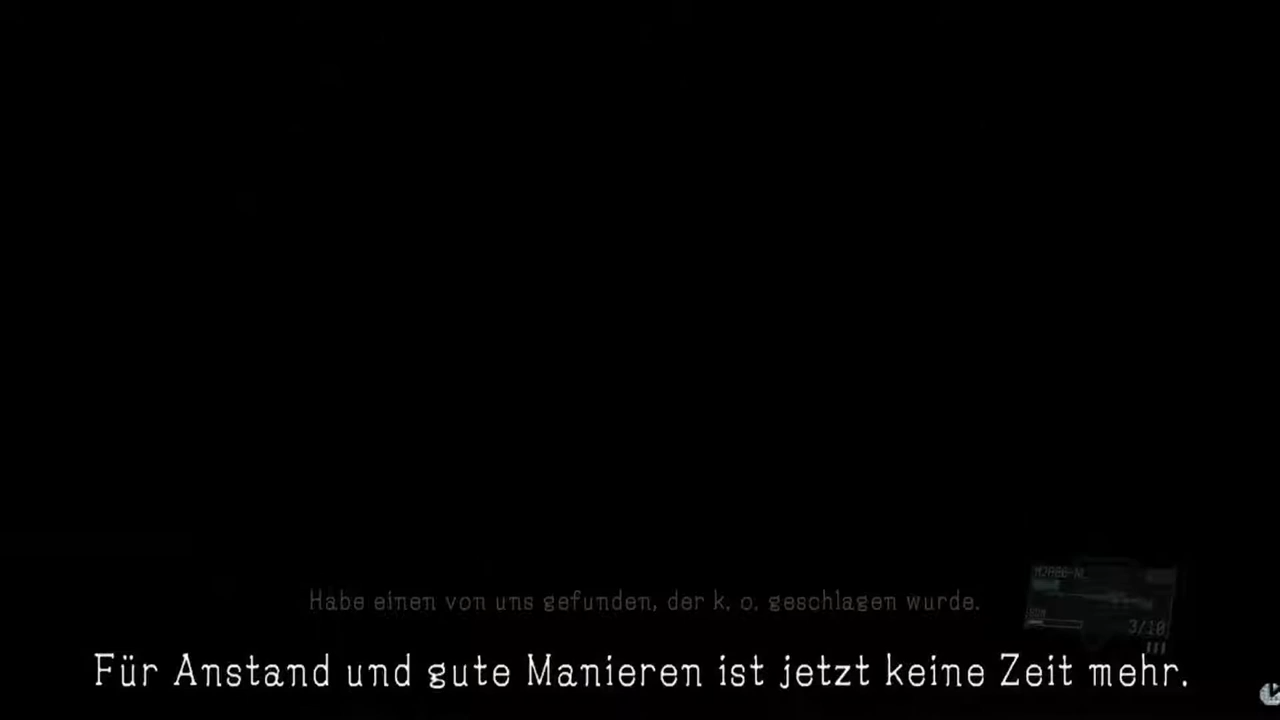 Habe einen von uns gefunden, der k. o. geschlagen wurde.
3/10
Für Anstand und gute Manieren ist jetzt keine Zeit mehr.